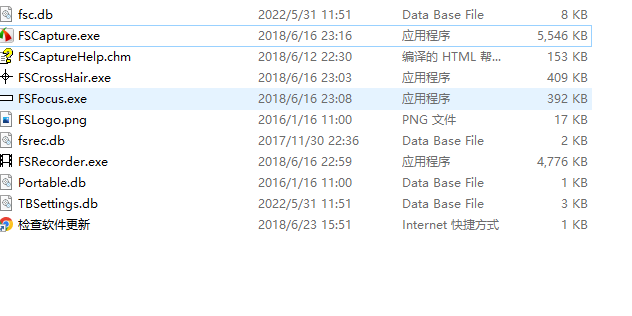 fsc.db 2022/5/31 11:51 Data Base File 8 KB
FSCapture.exe 2018/6/16 23:16 应用程序 5,546 KB
FSCaptureHelp.chm 2018/6/12 22:30 编译的 HTML 帮... 153 KB
FSCrossHair.exe 2018/6/16 23:03 应用程序 409 KB
FSFocus.exe 2018/6/16 23:08 应用程序 392 KB
FSLogo.png 2016/1/16 11:00 PNG 文件 17 KB
fsrec.db 2017/11/30 22:36 Data Base File 2 KB
FSRecorder.exe 2018/6/16 22:59 应用程序 4,776 KB
Portable.db 2016/1/16 11:00 Data Base File 1 KB
TBSettings.db 2022/5/31 11:51 Data Base File 3 KB
检查软件更新 2018/6/23 15:51 Internet 快捷方式 1 KB